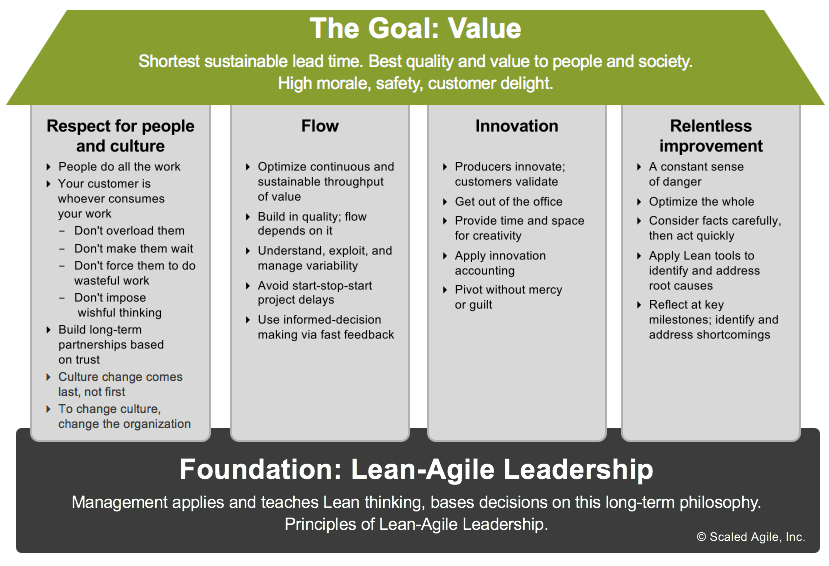 The Goal: Value
Shortest sustainable lead time. Best quality and value to people and society.
High morale, safety, customer delight.
Respect for people
and culture
People do all the work
Your customer is
whoever consumes
your work
– Don't overload them
– Don't make them wait
– Don't force them to do
wasteful work
– Don't impose
wishful thinking
Build long-term
partnerships based
on trust
Culture change comes
last, not first
To change culture,
change the organization
Flow
Optimize continuous and
sustainable throughput
of value
Build in quality; flow
depends on it
Understand, exploit, and
manage variability
Avoid start-stop-start
project delays
Use informed-decision
making via fast feedback
Innovation
Producers innovate;
customers validate
Get out of the office
Provide time and space
for creativity
Apply innovation
accounting
Pivot without mercy
or guilt
Relentless
improvement
A constant sense
of danger
Optimize the whole
Consider facts carefully,
then act quickly
Apply Lean tools to
identify and address
root causes
Reflect at key
milestones; identify and
address shortcomings
Foundation: Lean-Agile Leadership
Management applies and teaches Lean thinking, bases decisions on this long-term philosophy.
Principles of Lean-Agile Leadership.
© Scaled Agile, Inc.